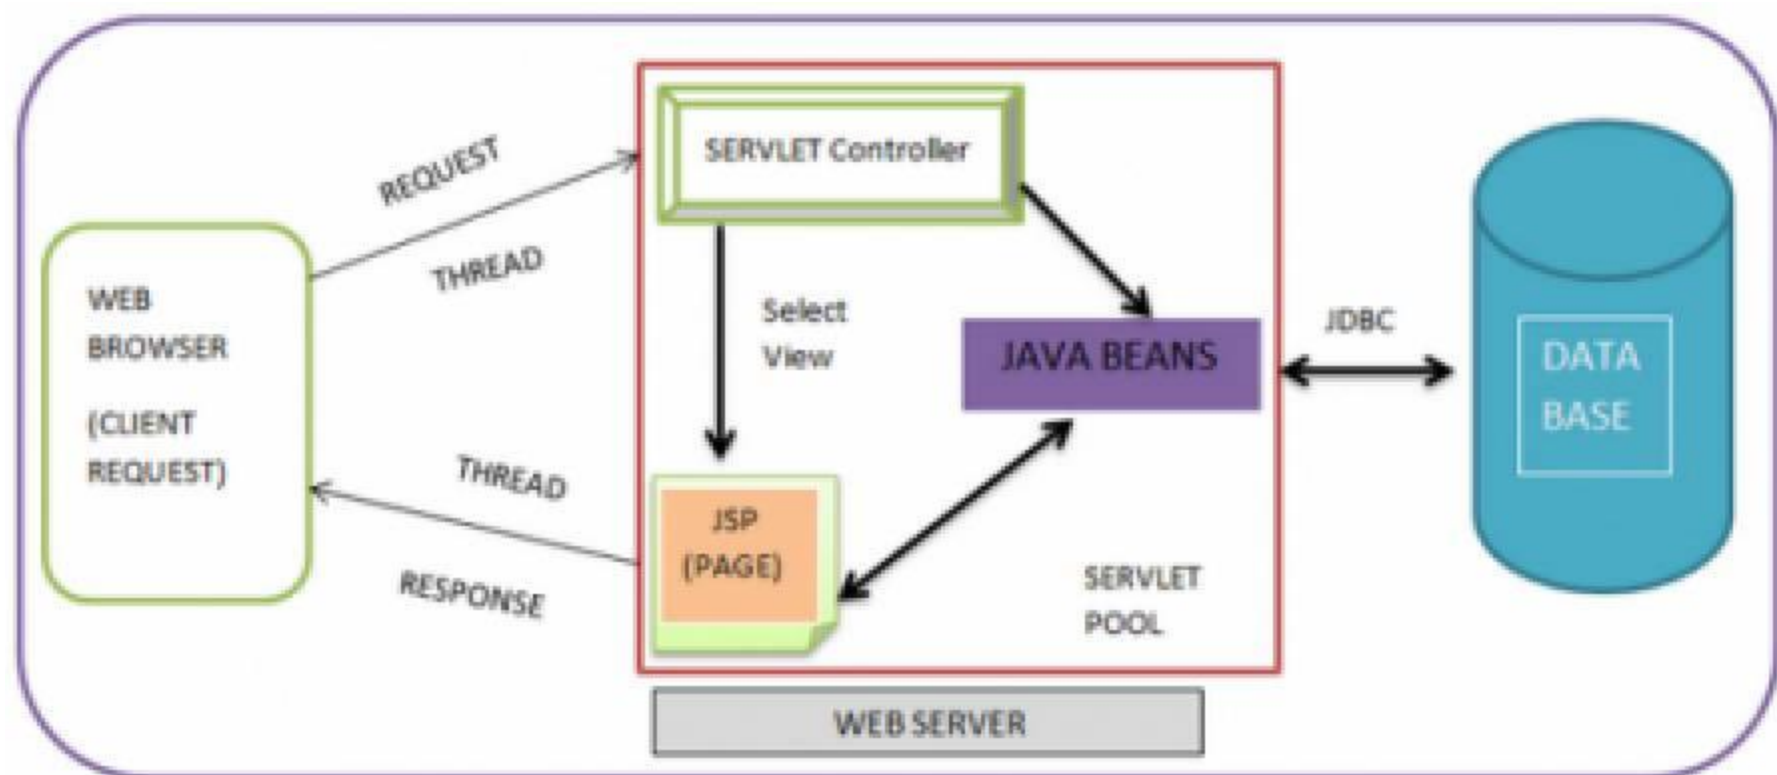 REQUEST
THREAD
SERVLET Controller
WEB
BROWSER
(CLIENT
REQUEST)
Select
View
JAVA BEANS
JDBC
DATA
BASE
THREAD
RESPONSE
JSP
(PAGE)
SERVLET
POOL
WEB SERVER